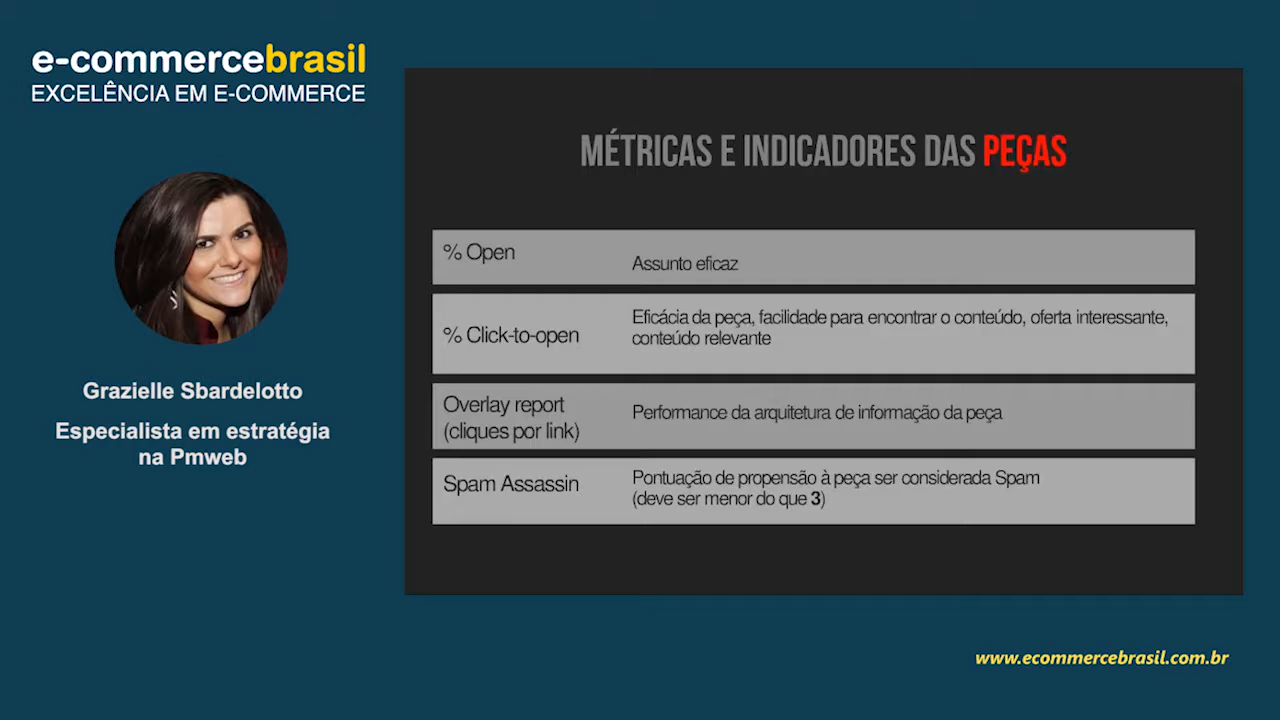 e-commercebrasil
EXCELÊNCIA EM E-COMMERCE
Grazielle Sbardelotto
Especialista em estratégia
na Pmweb
MÉTRICAS E INDICADORES DAS PEÇAS
% Open
Assunto eficaz
% Click-to-open
Eficácia da peça, facilidade para encontrar o conteúdo, oferta interessante,
conteúdo relevante
Overlay report
(cliques por link)
Performance da arquitetura de informação da peça
Spam Assassin
Pontuação de propensão à peça ser considerada Spam
(deve ser menor do que 3)
www.ecommercebrasil.com.br